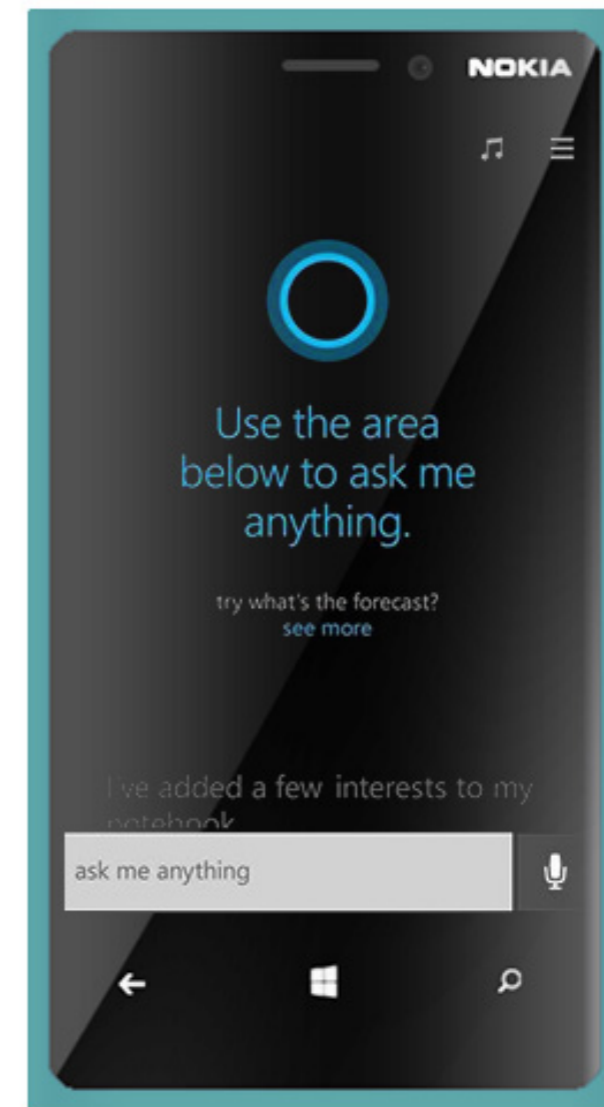 NOKIA
Use the area
below to ask me
anything.
try what's the forecast?
see more
I've added a few interests to my
notebook
ask me anything